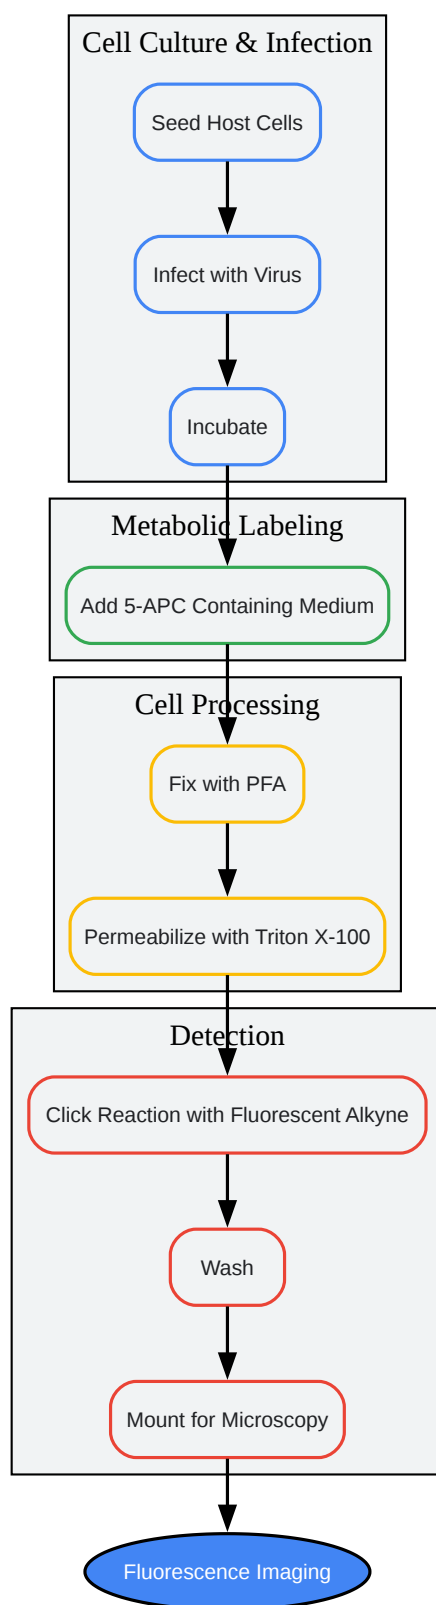 Cell Culture & Infection
Seed Host Cells
Infect with Virus
Incubate
Metabolic Labeling
Add 5-APC Containing Medium
Cell Processing
Fix with PFA
Permeabilize with Triton X-100
Detection
Click Reaction with Fluorescent Alkyne
Wash
Mount for Microscopy
Fluorescence Imaging